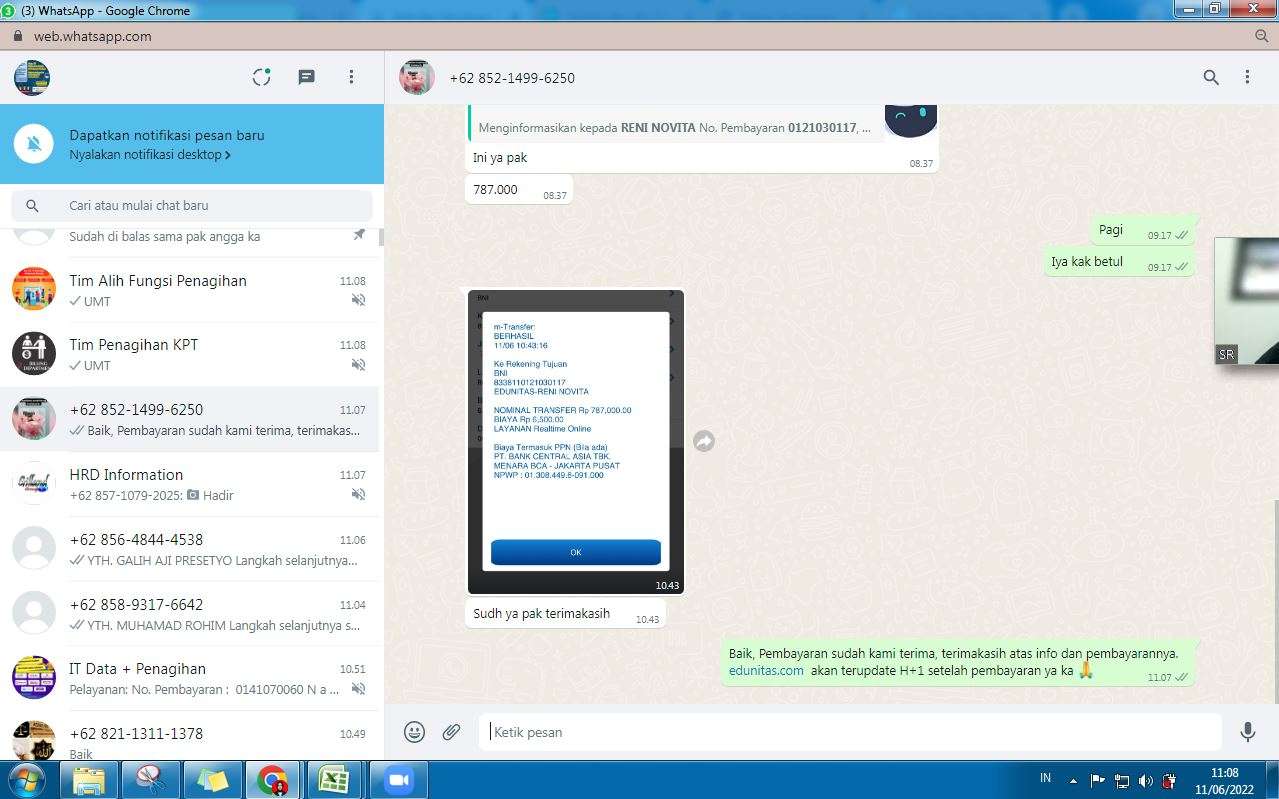 (3) WhatsApp - Google Chrome
web.whatsapp.com
Dapatkan notifikasi pesan baru
Nyalakan notifikasi desktop >
Cari atau mulai chat baru
Sudah di balas sama pak angga ka
Tim Alih Fungsi Penagihan 11.08
UMT
Tim Penagihan KPT 11.08
UMT
+62 852-1499-6250 11.07
Baik, Pembayaran sudah kami terima, terimakas...
HRD Information 11.07
+62 857-1079-2025: Hadir
+62 856-4844-4538 11.06
YTH. GALIH AJI PRESETYO Langkah selanjutnya...
+62 858-9317-6642 11.04
YTH. MUHAMAD ROHIM Langkah selanjutnya s...
IT Data + Penagihan 10.51
Pelayanan: No. Pembayaran : 0141070060 N a ...
+62 821-1311-1378 10.49
Baik
+62 852-1499-6250
Menginformasikan kepada RENI NOVITA No. Pembayaran 0121030117, ...
Ini ya pak 08.37
787.000 08.37
Pagi 09.17
Iya kak betul 09.17
BNI
m-Transfer:
BERHASIL
11/06 10:43:16
Ke Rekening Tujuan
BNI
8338110121030117
EDUNITAS-RENI NOVITA
NOMINAL TRANSFER Rp 787,000.00
BIAYA Rp 6,500.00
LAYANAN Realtime Online
Biaya Termasuk PPN (Bila ada)
PT. BANK CENTRAL ASIA TBK.
MENARA BCA - JAKARTA PUSAT
NPWP : 01.308.449.6-091.000
OK
10.43
Sudh ya pak terimakasih 10.43
Baik, Pembayaran sudah kami terima, terimakasih atas info dan pembayarannya.
edunitas.com akan terupdate H+1 setelah pembayaran ya ka 🙏 11.07
Ketik pesan
SR
IN
11:08
11/06/2022